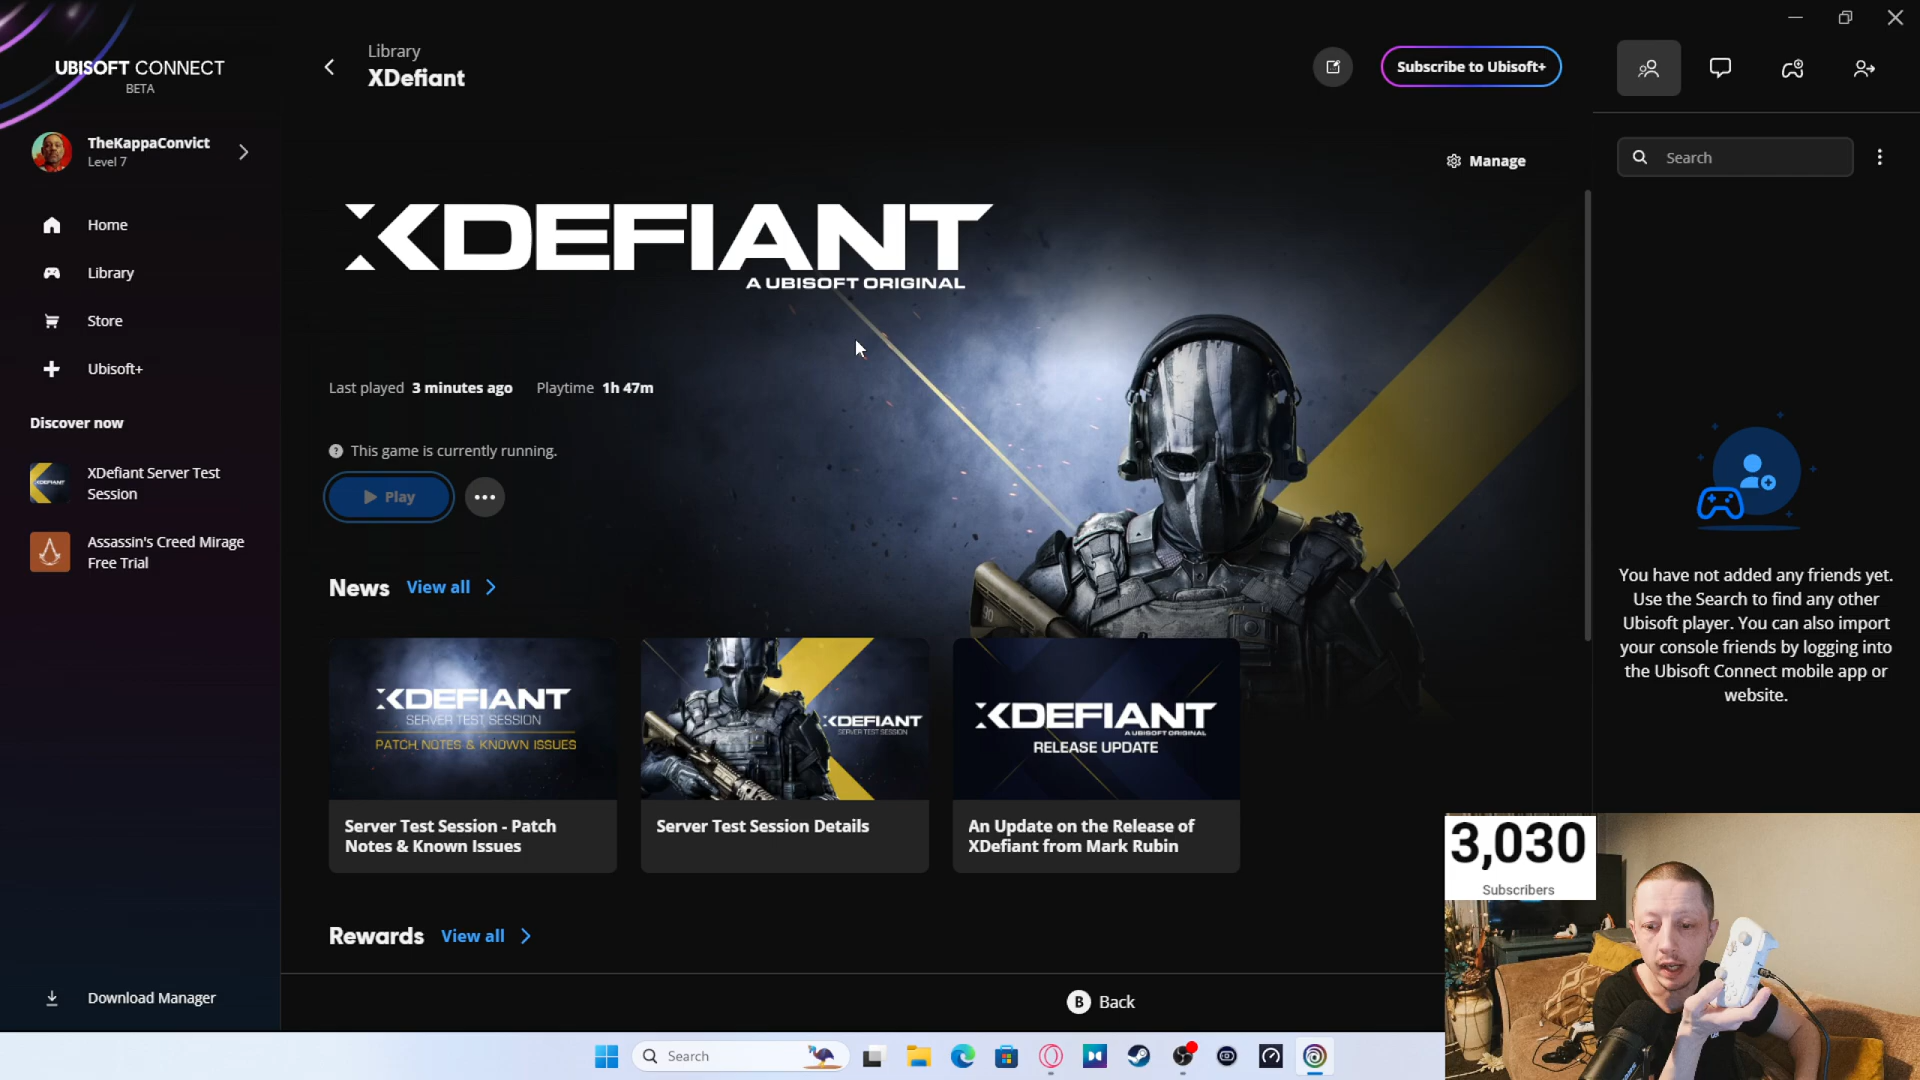 UBISOFT CONNECT
BETA
TheKappaConvict
Level 7
Home
Library
Store
Ubisoft+
Discover now
XDefiant Server Test
Session
Assassin's Creed Mirage
Free Trial
Download Manager
Library
XDefiant
Subscribe to Ubisoft+
Manage
XDEFIANT
A UBISOFT ORIGINAL
Last played 3 minutes ago Playtime 1h 47m
This game is currently running.
Play
News View all
XDEFIANT
SERVER TEST SESSION
PATCH NOTES & KNOWN ISSUES
Server Test Session - Patch
Notes & Known Issues
XDEFIANT
SERVER TEST SESSION
Server Test Session Details
XDEFIANT
A UBISOFT ORIGINAL
RELEASE UPDATE
An Update on the Release of
XDefiant from Mark Rubin
Rewards View all
B Back
Search
You have not added any friends yet.
Use the Search to find any other
Ubisoft player. You can also import
your console friends by logging into
the Ubisoft Connect mobile app or
website.
3,030
Subscribers
Search